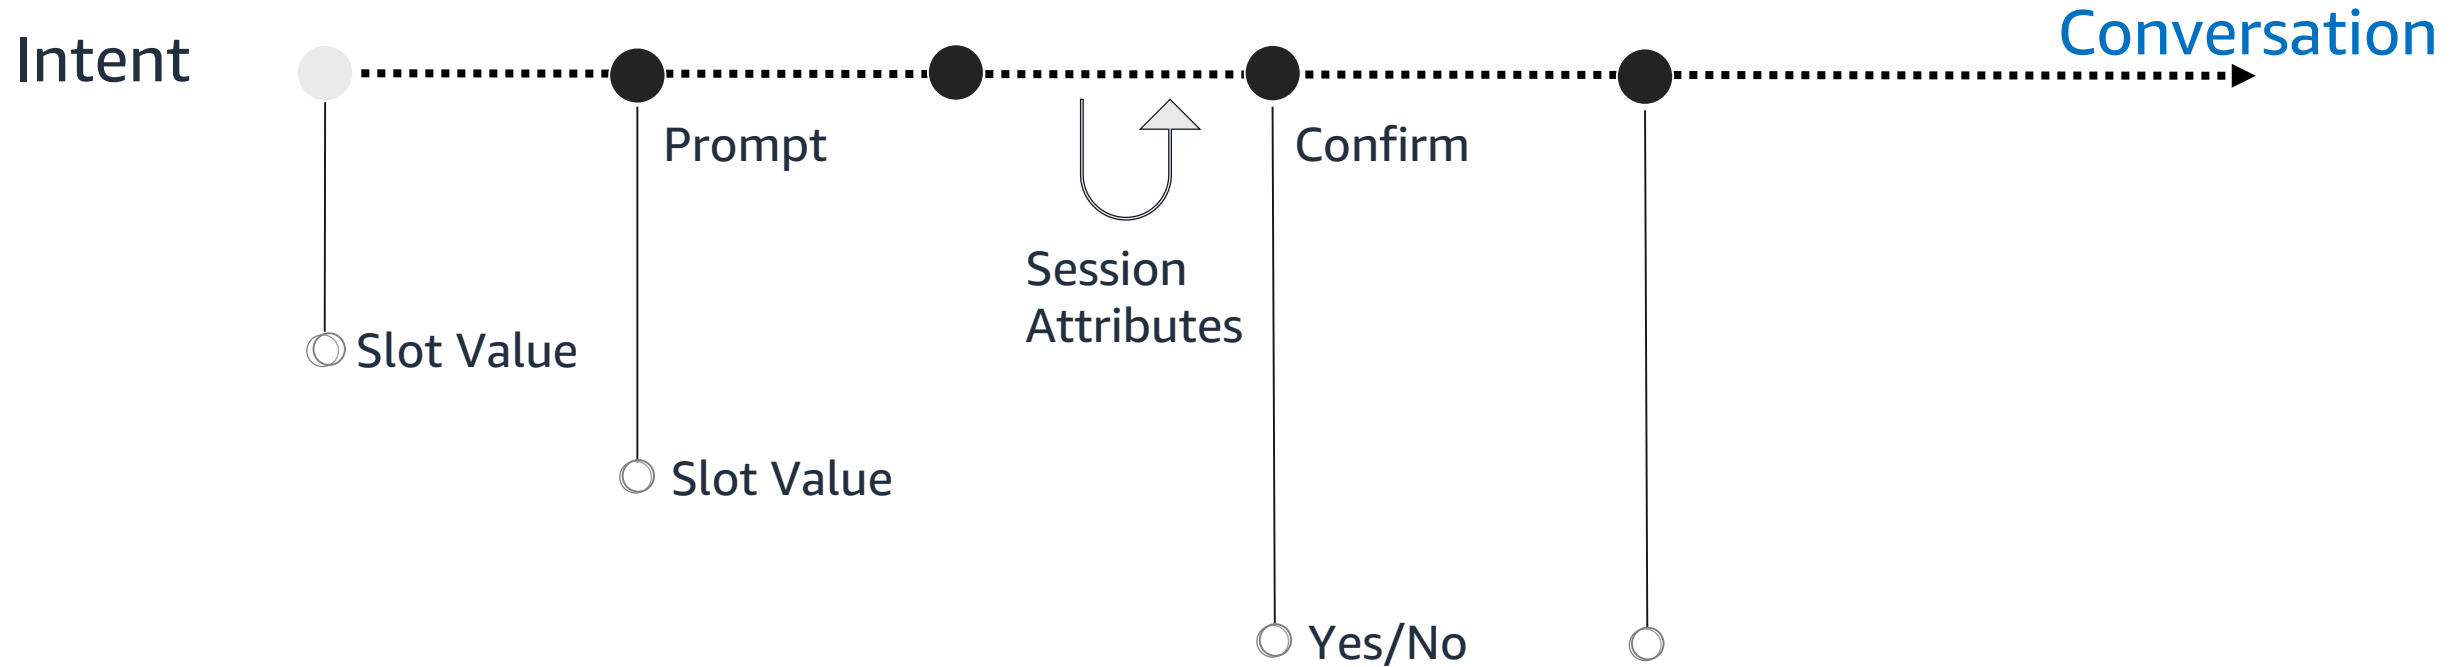 Intent
Conversation
Prompt
Confirm
Session
Attributes
Slot Value
Slot Value
Yes/No